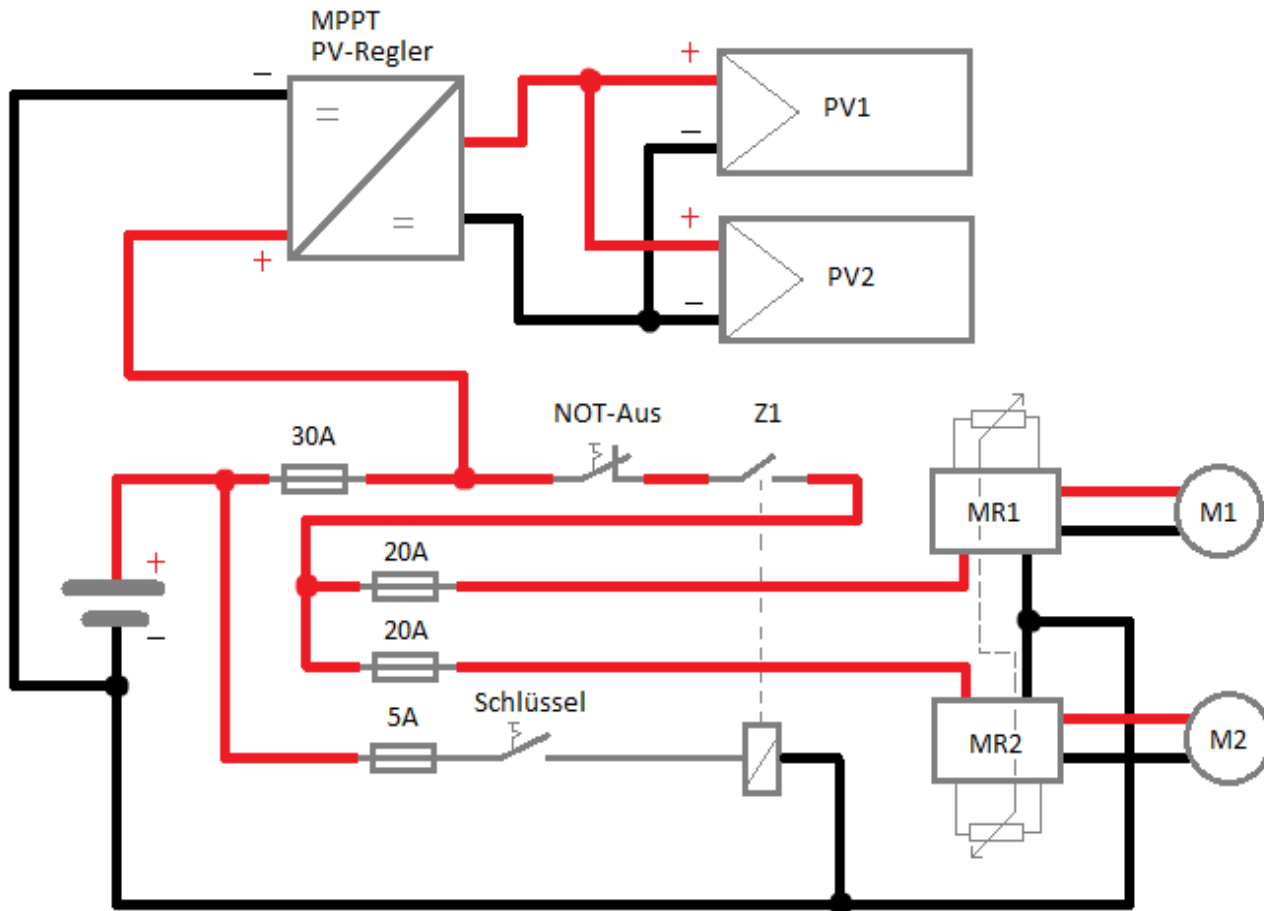 MPPT
PV-Regler
−
+
PV1
−
+
=
=
+
PV2
−
NOT-Aus
Z1
30A
MR1
M1
+
−
20A
20A
Schlüssel
5A
MR2
M2